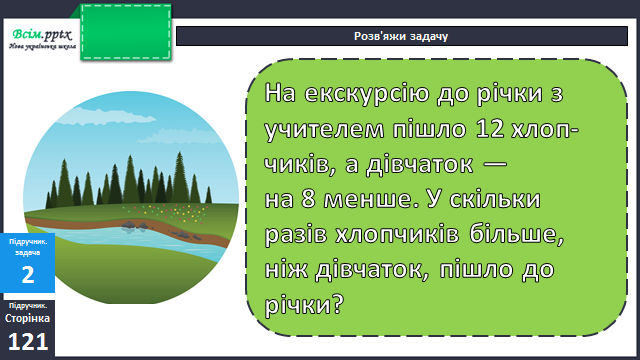 Всім.pptx
Нова українська школа
Розв'яжи задачу
На екскурсію до річки з
учителем пішло 12 хлоп-
чиків, а дівчаток —
на 8 менше. У скільки
разів хлопчиків більше,
ніж дівчаток, пішло до
річки?
Підручник.
задача
2
Підручник.
Сторінка
121